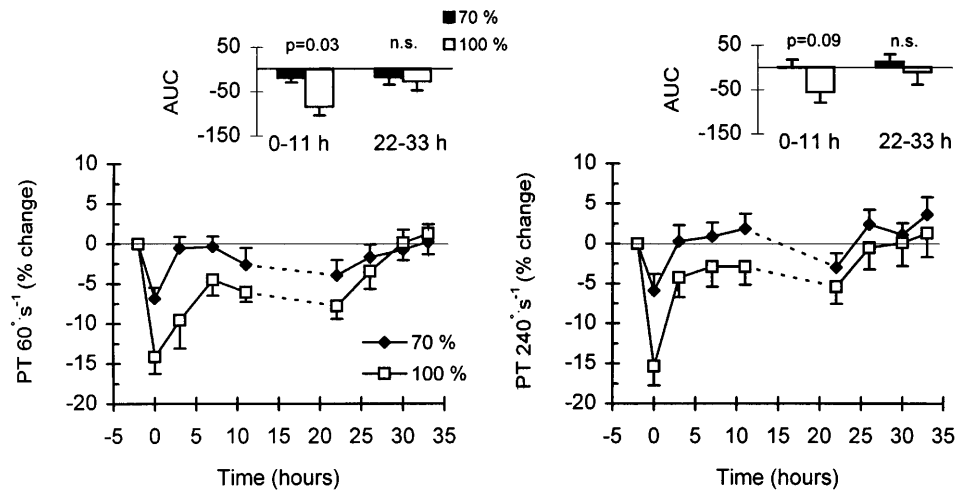 70 %
100 %
50
-50
-150
AUC
p=0.03
n.s.
0-11 h
22-33 h
10
5
0
-5
-10
-15
-20
PT 60°·s⁻¹ (% change)
70 %
100 %
-5 0 5 10 15 20 25 30 35
Time (hours)
50
-50
-150
AUC
p=0.09
n.s.
0-11 h
22-33 h
10
5
0
-5
-10
-15
-20
PT 240°·s⁻¹ (% change)
-5 0 5 10 15 20 25 30 35
Time (hours)